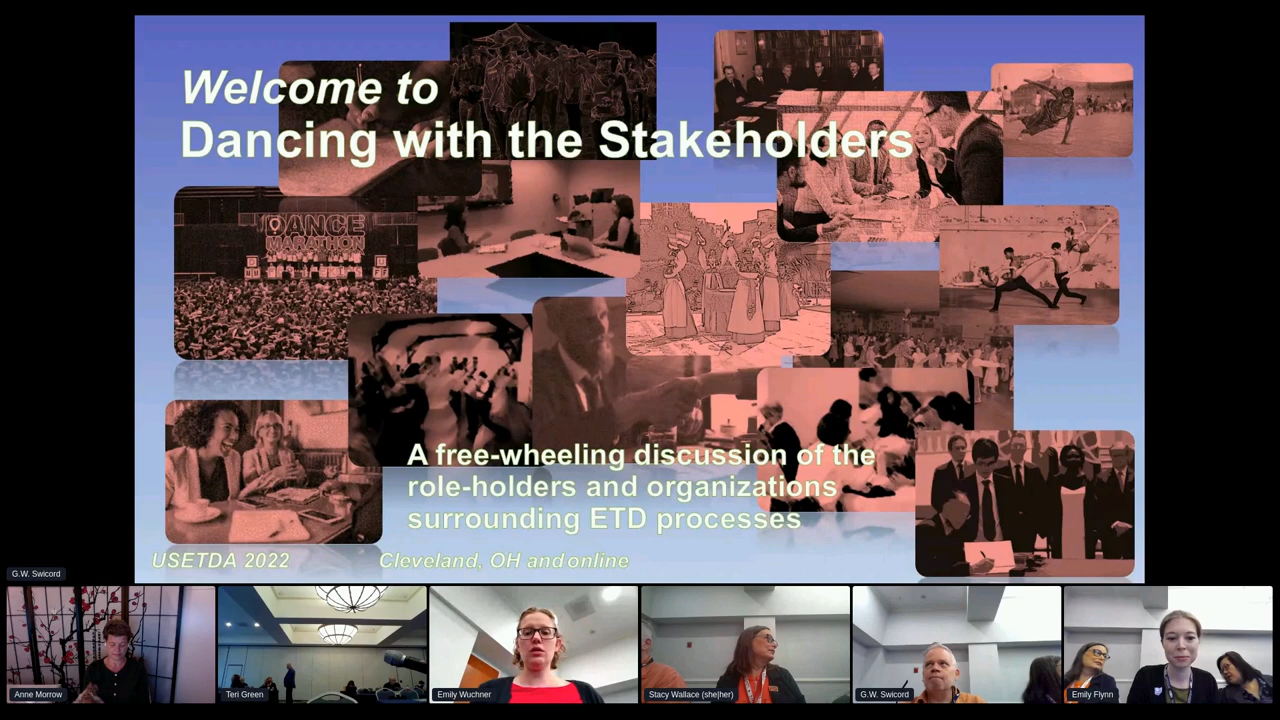 Welcome to
Dancing with the Stakeholders
DANCE
MARATHON
A free-wheeling discussion of the
role-holders and organizations
surrounding ETD processes
USETDA 2022
Cleveland, OH and online
G.W. Swicord
Anne Morrow
Teri Green
Emily Wuchner
Stacy Wallace (she|her)
G.W. Swicord
Emily Flynn